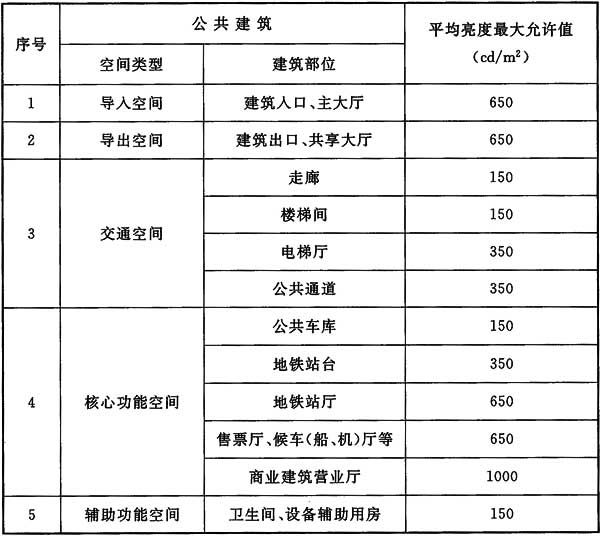 序号 公共建筑 平均亮度最大允许值
（cd/m²）
空间类型 建筑部位
1 导入空间 建筑入口、主大厅 650
2 导出空间 建筑出口、共享大厅 650
3 交通空间 走廊 150
楼梯间 150
电梯厅 350
公共通道 350
4 核心功能空间 公共车库 150
地铁站台 350
地铁站厅 650
售票厅、候车(船、机)厅等 650
商业建筑营业厅 1000
5 辅助功能空间 卫生间、设备辅助用房 150